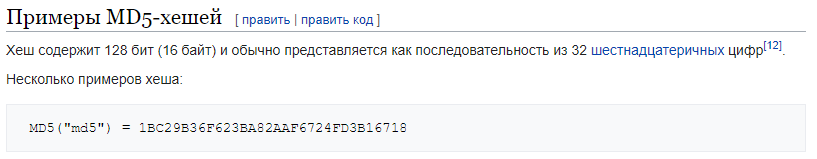 Примеры MD5-хешей [ править | править код ]
Хеш содержит 128 бит (16 байт) и обычно представляется как последовательность из 32 шестнадцатеричных цифр[12].
Несколько примеров хеша:
MD5("md5") = 1BC29B36F623BA82AAF6724FD3B16718